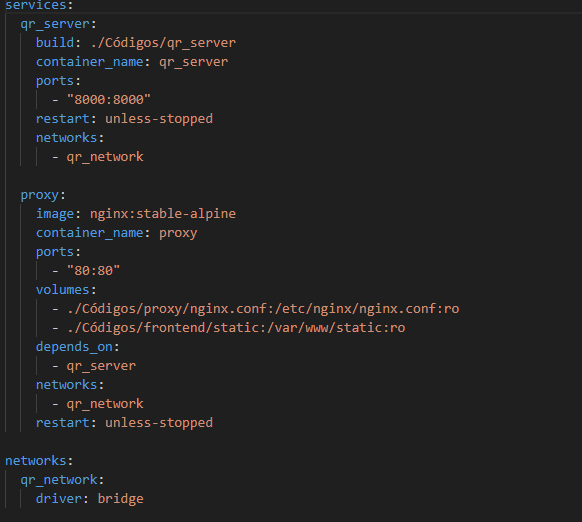 services:
  qr_server:
    build: ./Códigos/qr_server
    container_name: qr_server
    ports:
      - "8000:8000"
    restart: unless-stopped
    networks:
      - qr_network

  proxy:
    image: nginx:stable-alpine
    container_name: proxy
    ports:
      - "80:80"
    volumes:
      - ./Códigos/proxy/nginx.conf:/etc/nginx/nginx.conf:ro
      - ./Códigos/frontend/static:/var/www/static:ro
    depends_on:
      - qr_server
    networks:
      - qr_network
    restart: unless-stopped

networks:
  qr_network:
    driver: bridge